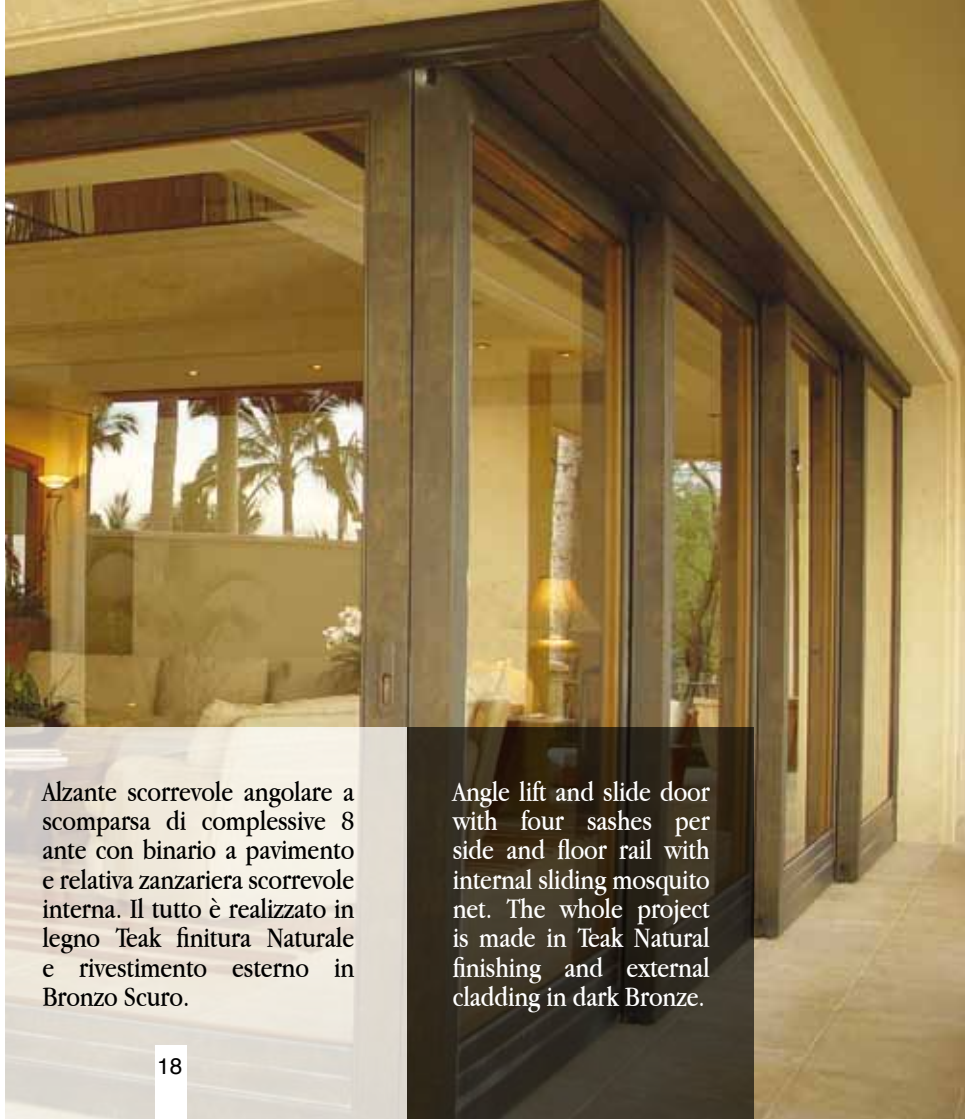 Alzante scorrevole angolare a
scomparsa di complessive 8
ante con binario a pavimento
e relativa zanzariera scorrevole
interna. Il tutto è realizzato in
legno Teak finitura Naturale
e rivestimento esterno in
Bronzo Scuro.
Angle lift and slide door
with four sashes per
side and floor rail with
internal sliding mosquito
net. The whole project
is made in Teak Natural
finishing and external
cladding in dark Bronze.
18